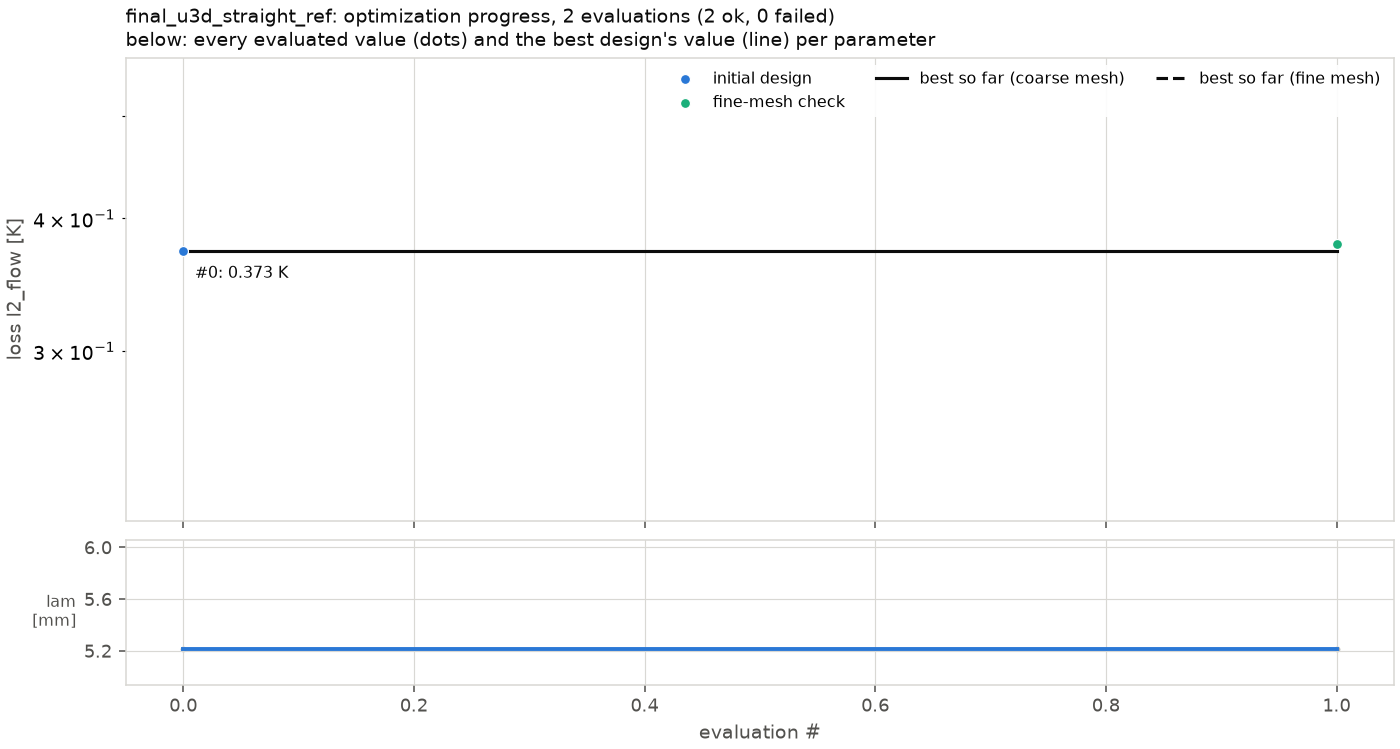 final_u3d_straight_ref: optimization progress, 2 evaluations (2 ok, 0 failed)
below: every evaluated value (dots) and the best design's value (line) per parameter
initial design
fine-mesh check
best so far (coarse mesh)
best so far (fine mesh)
loss l2_flow [K]
4 × 10⁻¹
3 × 10⁻¹
#0: 0.373 K
lam
[mm]
6.0
5.6
5.2
0.0 0.2 0.4 0.6 0.8 1.0
evaluation #